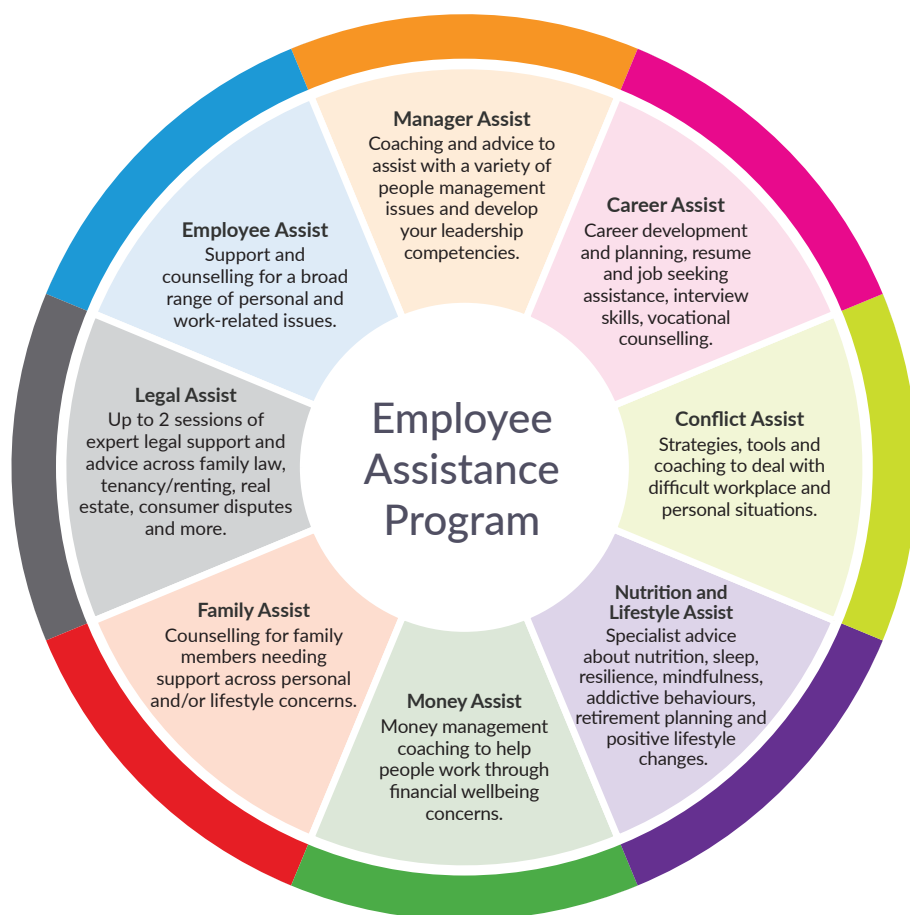 Manager Assist
Coaching and advice to
assist with a variety of
people management
issues and develop
your leadership
competencies.
Career Assist
Career development
and planning, resume
and job seeking
assistance, interview
skills, vocational
counselling.
Conflict Assist
Strategies, tools and
coaching to deal with
difficult workplace and
personal situations.
Nutrition and
Lifestyle Assist
Specialist advice
about nutrition, sleep,
resilience, mindfulness,
addictive behaviours,
retirement planning and
positive lifestyle
changes.
Money Assist
Money management
coaching to help
people work through
financial wellbeing
concerns.
Family Assist
Counselling for family
members needing
support across personal
and/or lifestyle concerns.
Legal Assist
Up to 2 sessions of
expert legal support and
advice across family law,
tenancy/renting, real
estate, consumer disputes
and more.
Employee Assist
Support and
counselling for a broad
range of personal and
work-related issues.
Employee
Assistance
Program